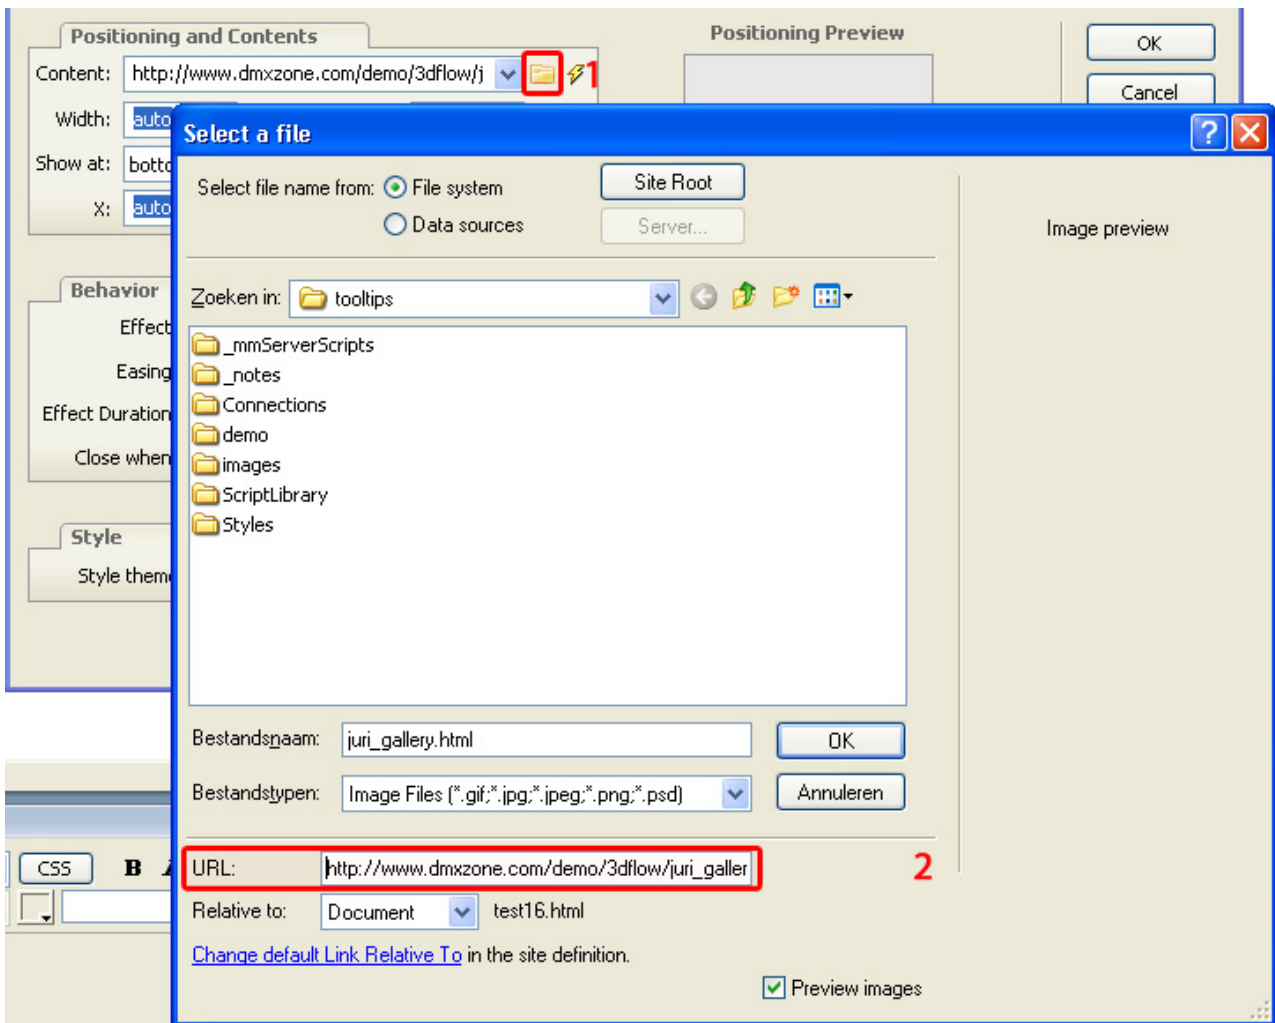 Positioning and Contents
Positioning Preview
OK
Content: http://www.dmxzone.com/demo/3dflow/j
1
Cancel
Width: auto
Select a file
Show at:
Select file name from: File system
Site Root
X: auto
Data sources
Server...
Image preview
Behavior
Zoeken in: tooltips
Effect
_mmServerScripts
Easing
_notes
Connections
Effect Duration
demo
Close when
images
ScriptLibrary
Styles
Style
Style
Bestandsnaam: juri_gallery.html
OK
Bestandstypen: Image Files (*.gif;*.jpg;*.jpeg;*.png;*.psd)
Annuleren
CSS
B
URL: http://www.dmxzone.com/demo/3dflow/juri_galler
2
Relative to: Document test16.html
Change default Link Relative To in the site definition.
Preview images